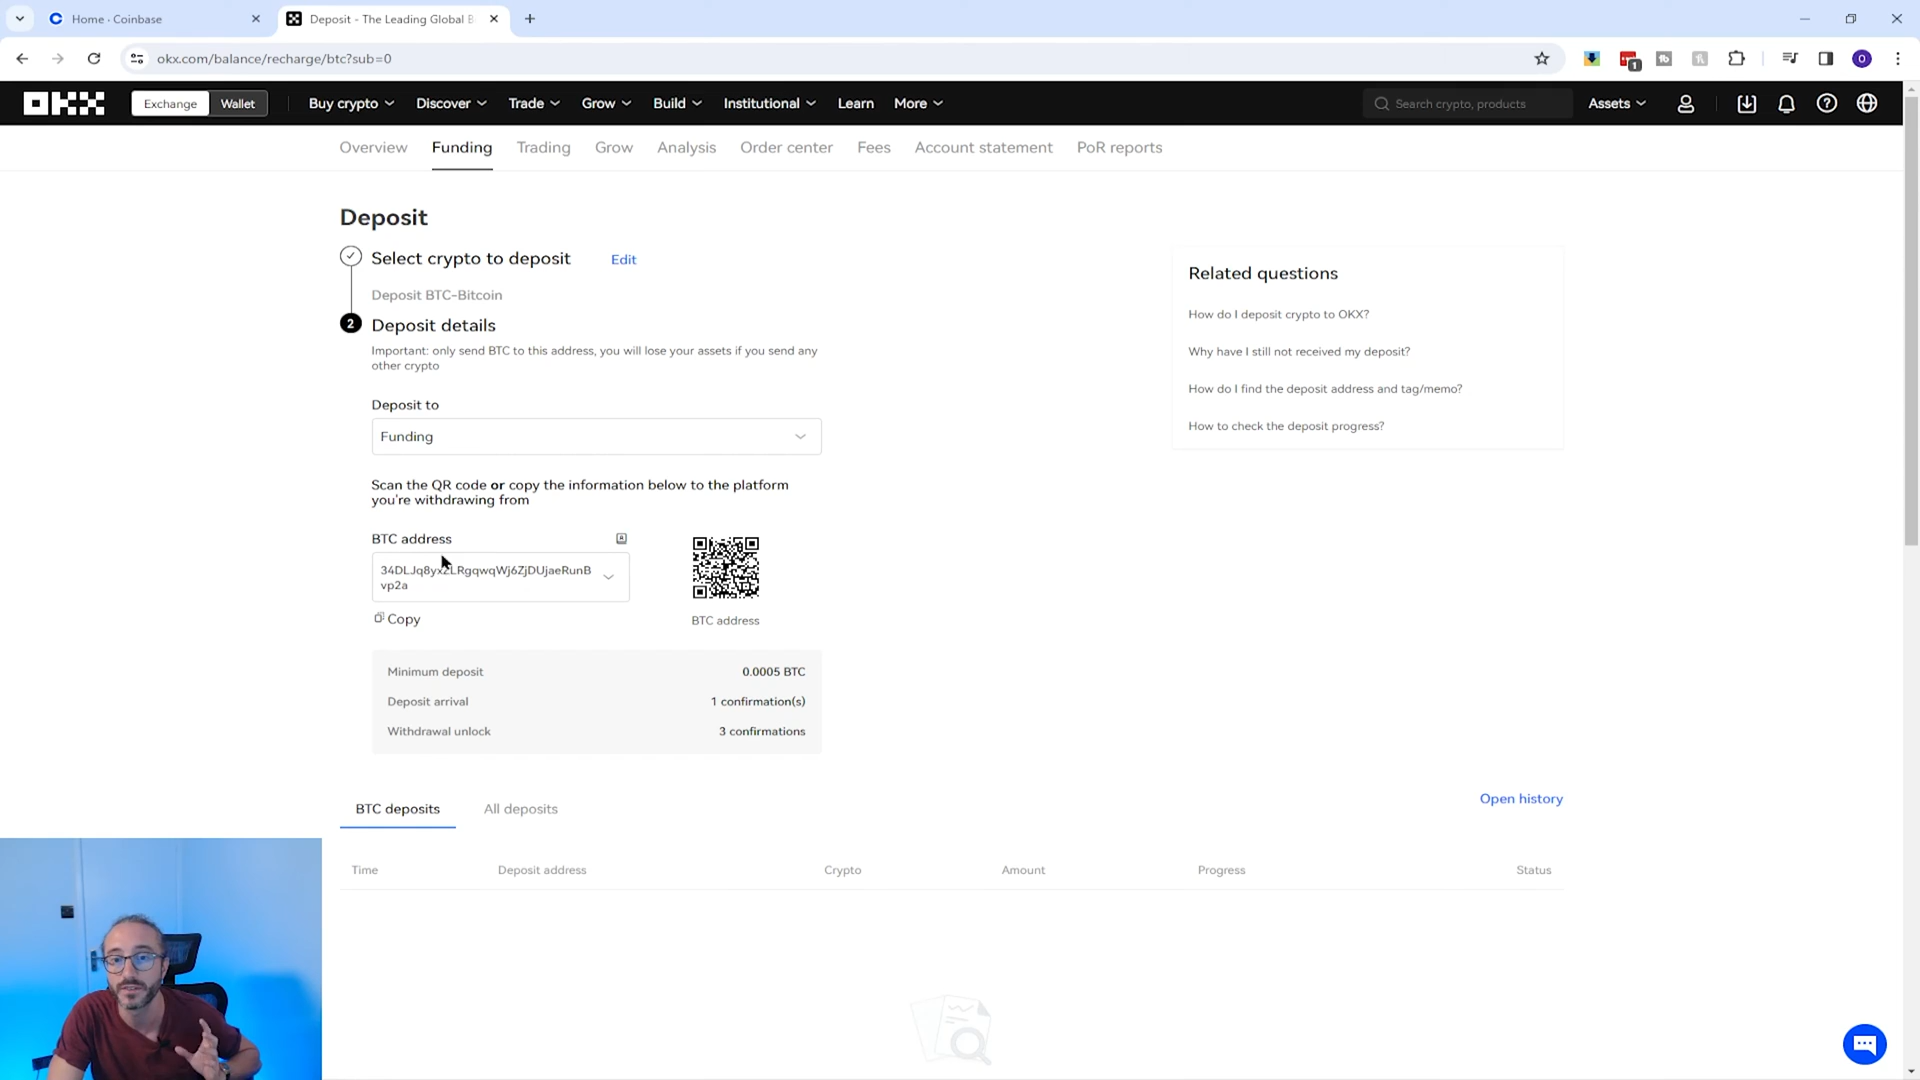 Home - Coinbase
Deposit - The Leading Global B
okx.com/balance/recharge/btc?sub=0
1
O
OKX
Exchange
Wallet
Buy crypto
Discover
Trade
Grow
Build
Institutional
Learn
More
Search crypto, products
Assets
Overview
Funding
Trading
Grow
Analysis
Order center
Fees
Account statement
PoR reports
Deposit
Select crypto to deposit
Edit
Deposit BTC-Bitcoin
2
Deposit details
Important: only send BTC to this address, you will lose your assets if you send any
other crypto
Deposit to
Funding
Scan the QR code or copy the information below to the platform
you're withdrawing from
BTC address
vp2a
Copy
BTC address
Minimum deposit
0.0005 BTC
Deposit arrival
1 confirmation(s)
Withdrawal unlock
3 confirmations
Related questions
How do I deposit crypto to OKX?
Why have I still not received my deposit?
How do I find the deposit address and tag/memo?
How to check the deposit progress?
BTC deposits
All deposits
Open history
Time
Deposit address
Crypto
Amount
Progress
Status